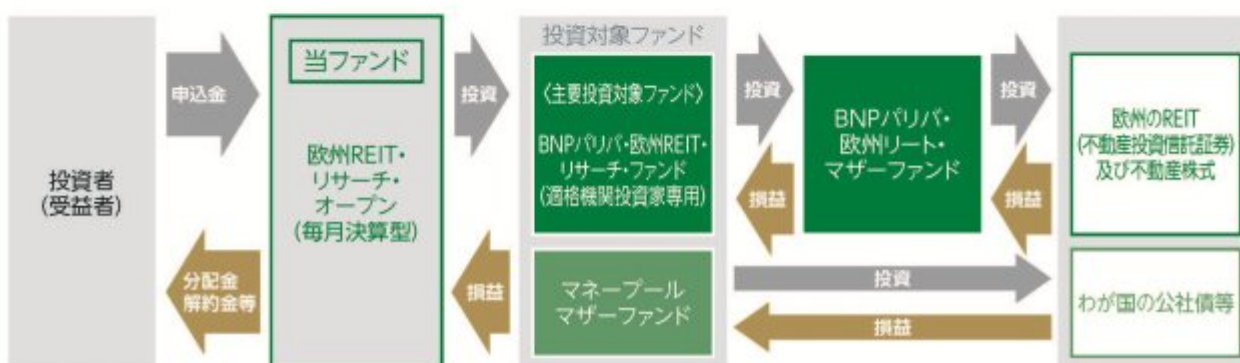 投資者
(受益者)
申込金
分配金
解約金等
当ファンド
欧州REIT・
リサーチ・
オープン
(毎月決算型)
投資
損益
投資対象ファンド
〈主要投資対象ファンド〉
BNPパリバ・欧州REIT・
リサーチ・ファンド
(適格機関投資家専用)
マネープール
マザーファンド
投資
損益
BNPパリバ・
欧州リート・
マザーファンド
投資
損益
投資
損益
欧州のREIT
(不動産投資信託証券)
及び不動産株式
わが国の公社債等